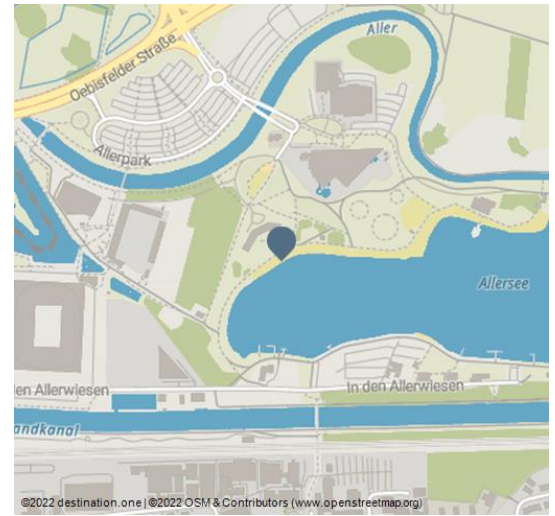 Aller
Oebisfelder Straße
Allerpark
Allersee
den Allerwiesen
In den Allerwiesen
andkanal
©2022 destination.one | ©2022 OSM & Contributors (www.openstreetmap.org)